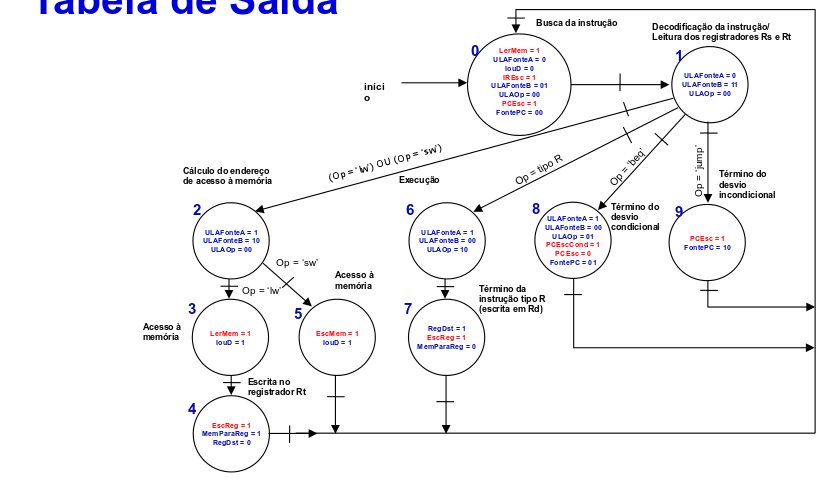 Tabela de Saída
Busca da instrução
Decodificação da instrução/
Leitura dos registradores Rs e Rt
0
LerMem = 1
ULAFonteA = 0
IouD = 0
IREsc = 1
ULAFonteB = 01
ULAOp = 00
PCEsc = 1
FontePC = 00
1
ULAFonteA = 0
ULAFonteB = 11
ULAOp = 00
iníci
o
(Op = ‘lw’) OU (Op = ‘sw’)
Op = tipo R
Op = ‘beq’
Op = ‘jump’
Cálculo do endereço
de acesso à memória
Execução
Término do
desvio
condicional
Término do
desvio
incondicional
2
ULAFonteA = 1
ULAFonteB = 10
ULAOp = 00
6
ULAFonteA = 1
ULAFonteB = 00
ULAOp = 10
8
ULAFonteA = 1
ULAFonteB = 00
ULAOp = 01
PCEscCond = 1
PCEsc = 0
FontePC = 01
9
PCEsc = 1
FontePC = 10
Op = ‘sw’
Op = ‘lw’
Acesso à
memória
Término da
instrução tipo R
(escrita em Rd)
3
Acesso à
memória
LerMem = 1
IouD = 1
5
EscMem = 1
IouD = 1
7
RegDst = 1
EscReg = 1
MemParaReg = 0
Escrita no
registrador Rt
4
EscReg = 1
MemParaReg = 1
RegDst = 0